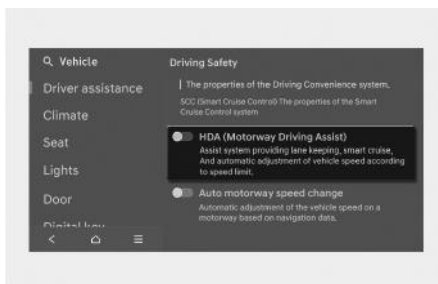 Vehicle
Driver assistance
Climate
Seat
Lights
Door
Digital key
Driving Safety
The properties of the Driving Convenience system.
SCC (Smart Cruise Control) The properties of the Smart
Cruise Control system
HDA (Motorway Driving Assist)
Assist system providing lane keeping, smart cruise,
And automatic adjustment of vehicle speed according
to speed limit,
Auto motorway speed change
Automatic adjustment of the vehicle speed on a
motorway based on navigation data,